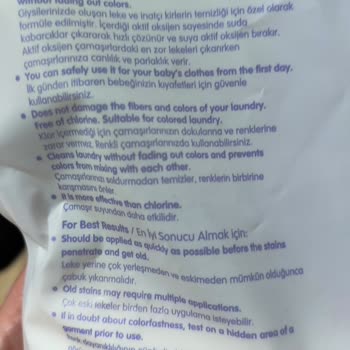 without fading out colors.
Giysilerinizde oluşan leke ve inatçı kirlerin temizliği için özel olarak
formüle edilmiştir. İçerdiği aktif oksijen sayesinde suda
kabarcıklar çıkararak hızlı çözünür ve suya aktif oksijen bırakır.
Aktif oksijen çamaşırlardaki en zor lekeleri çıkarırken
çamaşırlarınıza canlılık ve parlaklık verir.
• You can safely use it for your baby's clothes from the first day.
İlk günden itibaren bebeğinizin kıyafetleri için güvenle
kullanabilirsiniz.
• Does not damage the fibers and colors of your laundry.
Free of chlorine. Suitable for colored laundry.
Klor içermediği için çamaşırlarınızın dokularına ve renklerine
zarar vermez. Renkli çamaşırlarınızda kullanabilirsiniz.
• Cleans laundry without fading out colors and prevents
colors from mixing with each other.
Çamaşırlarınızı soldurmadan temizler, renklerin birbirine
karışmasını önler.
• It is more effective than chlorine.
Çamaşır suyundan daha etkilidir.
For Best Results / En İyi Sonucu Almak için:
• Should be applied as quickly as possible before the stains
penetrate and get old.
Leke yerine çok yerleşmeden ve eskimeden mümkün olduğunca
çabuk yıkanmalıdır.
• Old stains may require multiple applications.
Çok eski lekeler birden fazla uygulama isteyebilir.
• If in doubt about colorfastness, test on a hidden area of a
garment prior to use.